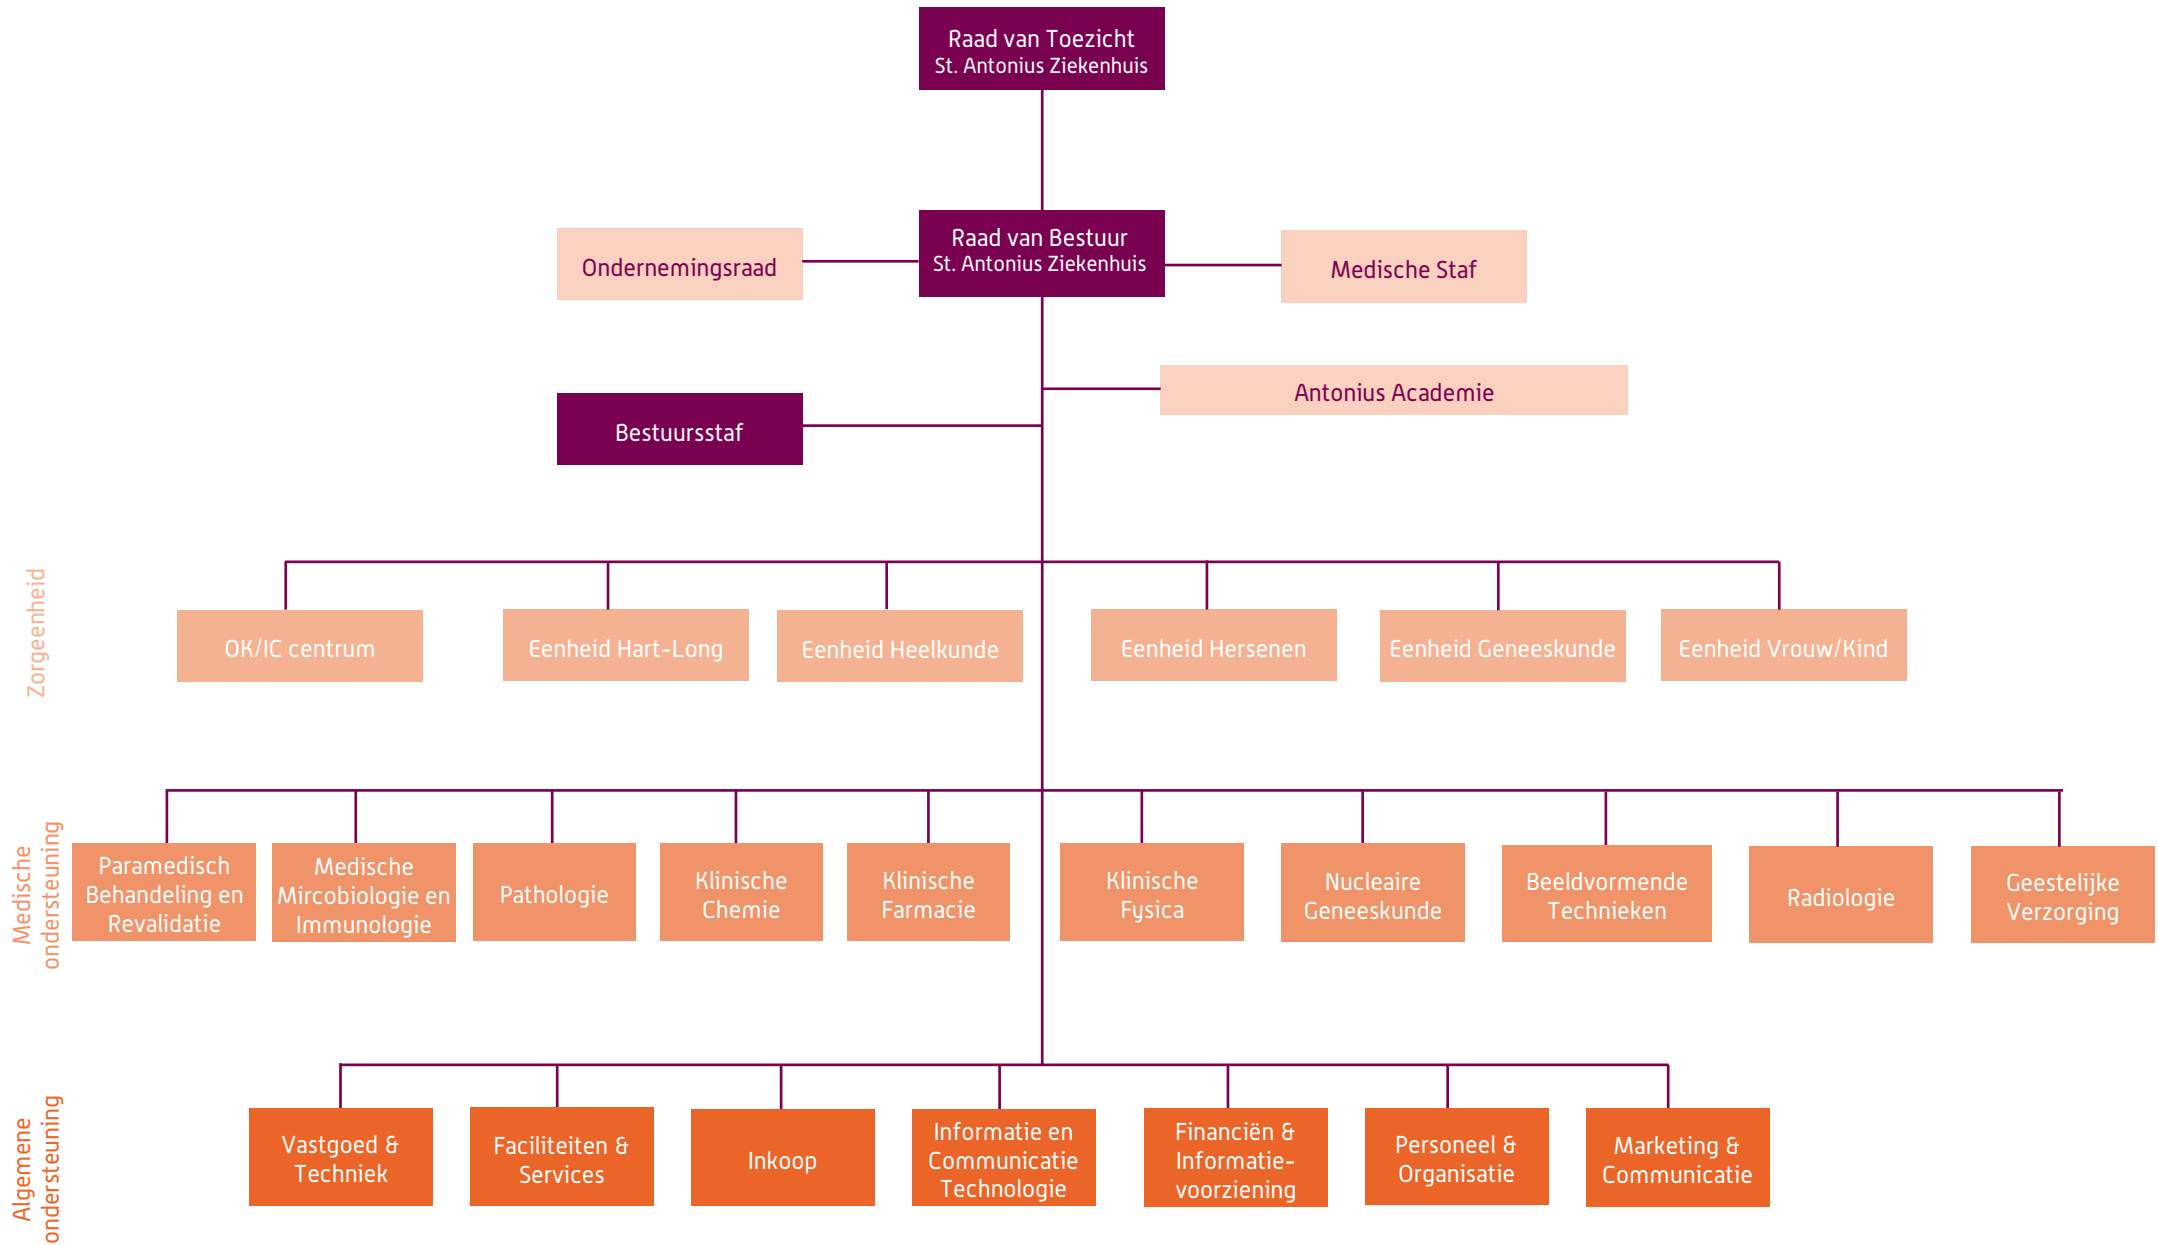 Raad van Toezicht
St. Antonius Ziekenhuis
Raad van Bestuur
St. Antonius Ziekenhuis
Ondernemingsraad
Medische Staf
Antonius Academie
Bestuursstaf
Zorgeenheid
OK/IC centrum
Eenheid Hart-Long
Eenheid Heelkunde
Eenheid Hersenen
Eenheid Geneeskunde
Eenheid Vrouw/Kind
Medische
ondersteuning
Paramedisch
Behandeling en
Revalidatie
Medische
Mircobiologie en
Immunologie
Pathologie
Klinische
Chemie
Klinische
Farmacie
Klinische
Fysica
Nucleaire
Geneeskunde
Beeldvormende
Technieken
Radiologie
Geestelijke
Verzorging
Algemene
ondersteuning
Vastgoed &
Techniek
Faciliteiten &
Services
Inkoop
Informatie en
Communicatie
Technologie
Financiën &
Informatie-
voorziening
Personeel &
Organisatie
Marketing &
Communicatie